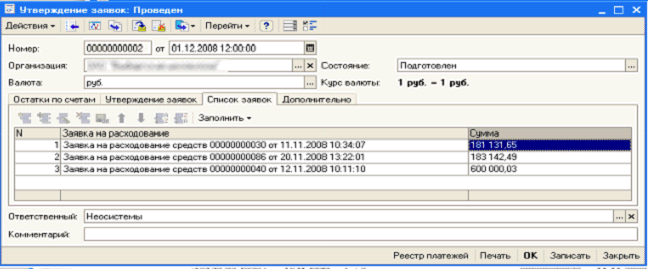 Утверждение заявок: Проведен
Действия Перейти ?
Номер: 00000000002 от 01.12.2008 12:00:00
Организация: ... × Состояние: Подготовлен ...
Валюта: руб. ... Курс валюты: 1 руб. = 1 руб.
Остатки по счетам Утверждение заявок Список заявок Дополнительно
Заполнить
N Заявка на расходование Сумма
1 Заявка на расходование средств 00000000030 от 11.11.2008 10:34:07 181 131,65
2 Заявка на расходование средств 00000000086 от 20.11.2008 13:22:01 183 142,49
3 Заявка на расходование средств 00000000040 от 12.11.2008 10:11:10 600 000,03
Ответственный: Неосистемы ... ×
Комментарий:
Реестр платежей Печать OK Записать Закрыть